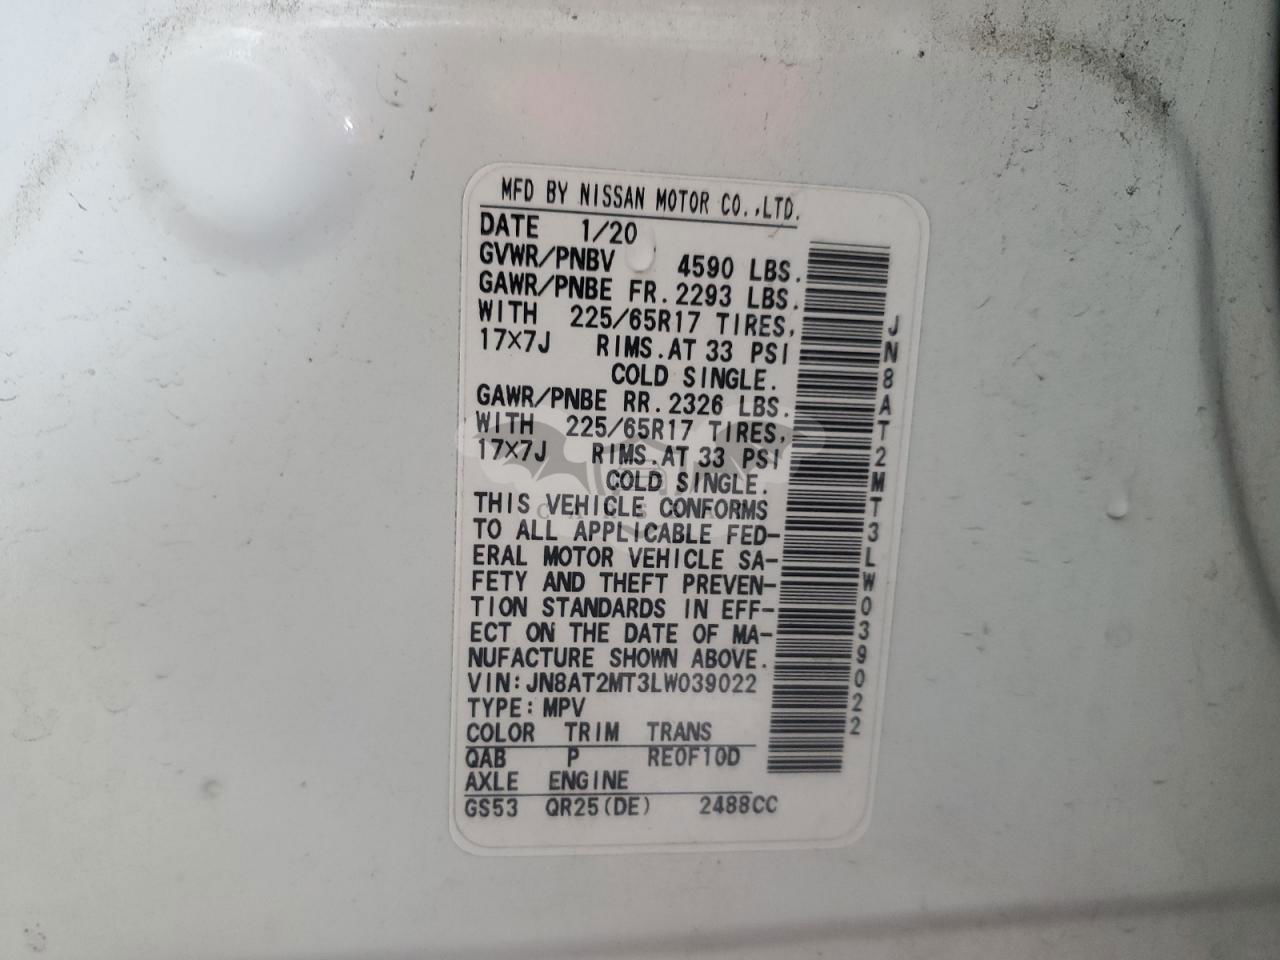 MFD BY NISSAN MOTOR CO.,LTD.
DATE 1/20
GVWR/PNBV 4590 LBS.
GAWR/PNBE FR. 2293 LBS.
WITH 225/65R17 TIRES,
17×7J RIMS. AT 33 PSI
COLD SINGLE.
GAWR/PNBE RR. 2326 LBS.
WITH 225/65R17 TIRES,
17×7J RIMS. AT 33 PSI
COLD SINGLE.
THIS VEHICLE CONFORMS
TO ALL APPLICABLE FED-
ERAL MOTOR VEHICLE SA-
FETY AND THEFT PREVEN-
TION STANDARDS IN EFF-
ECT ON THE DATE OF MA-
NUFACTURE SHOWN ABOVE.
VIN: JN8AT2MT3LW039022
TYPE: MPV
COLOR TRIM TRANS
QAB P RE0F10D
AXLE ENGINE
GS53 QR25(DE) 2488CC
JN8AT2MT3LW039022